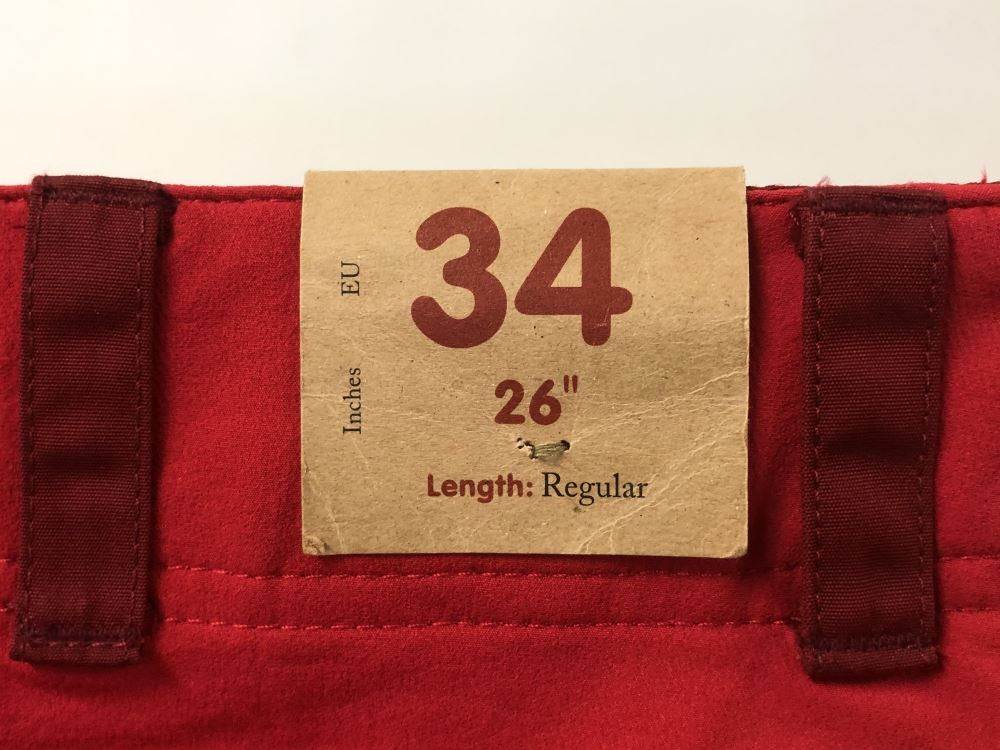 EU
34
Inches
26"
Length: Regular